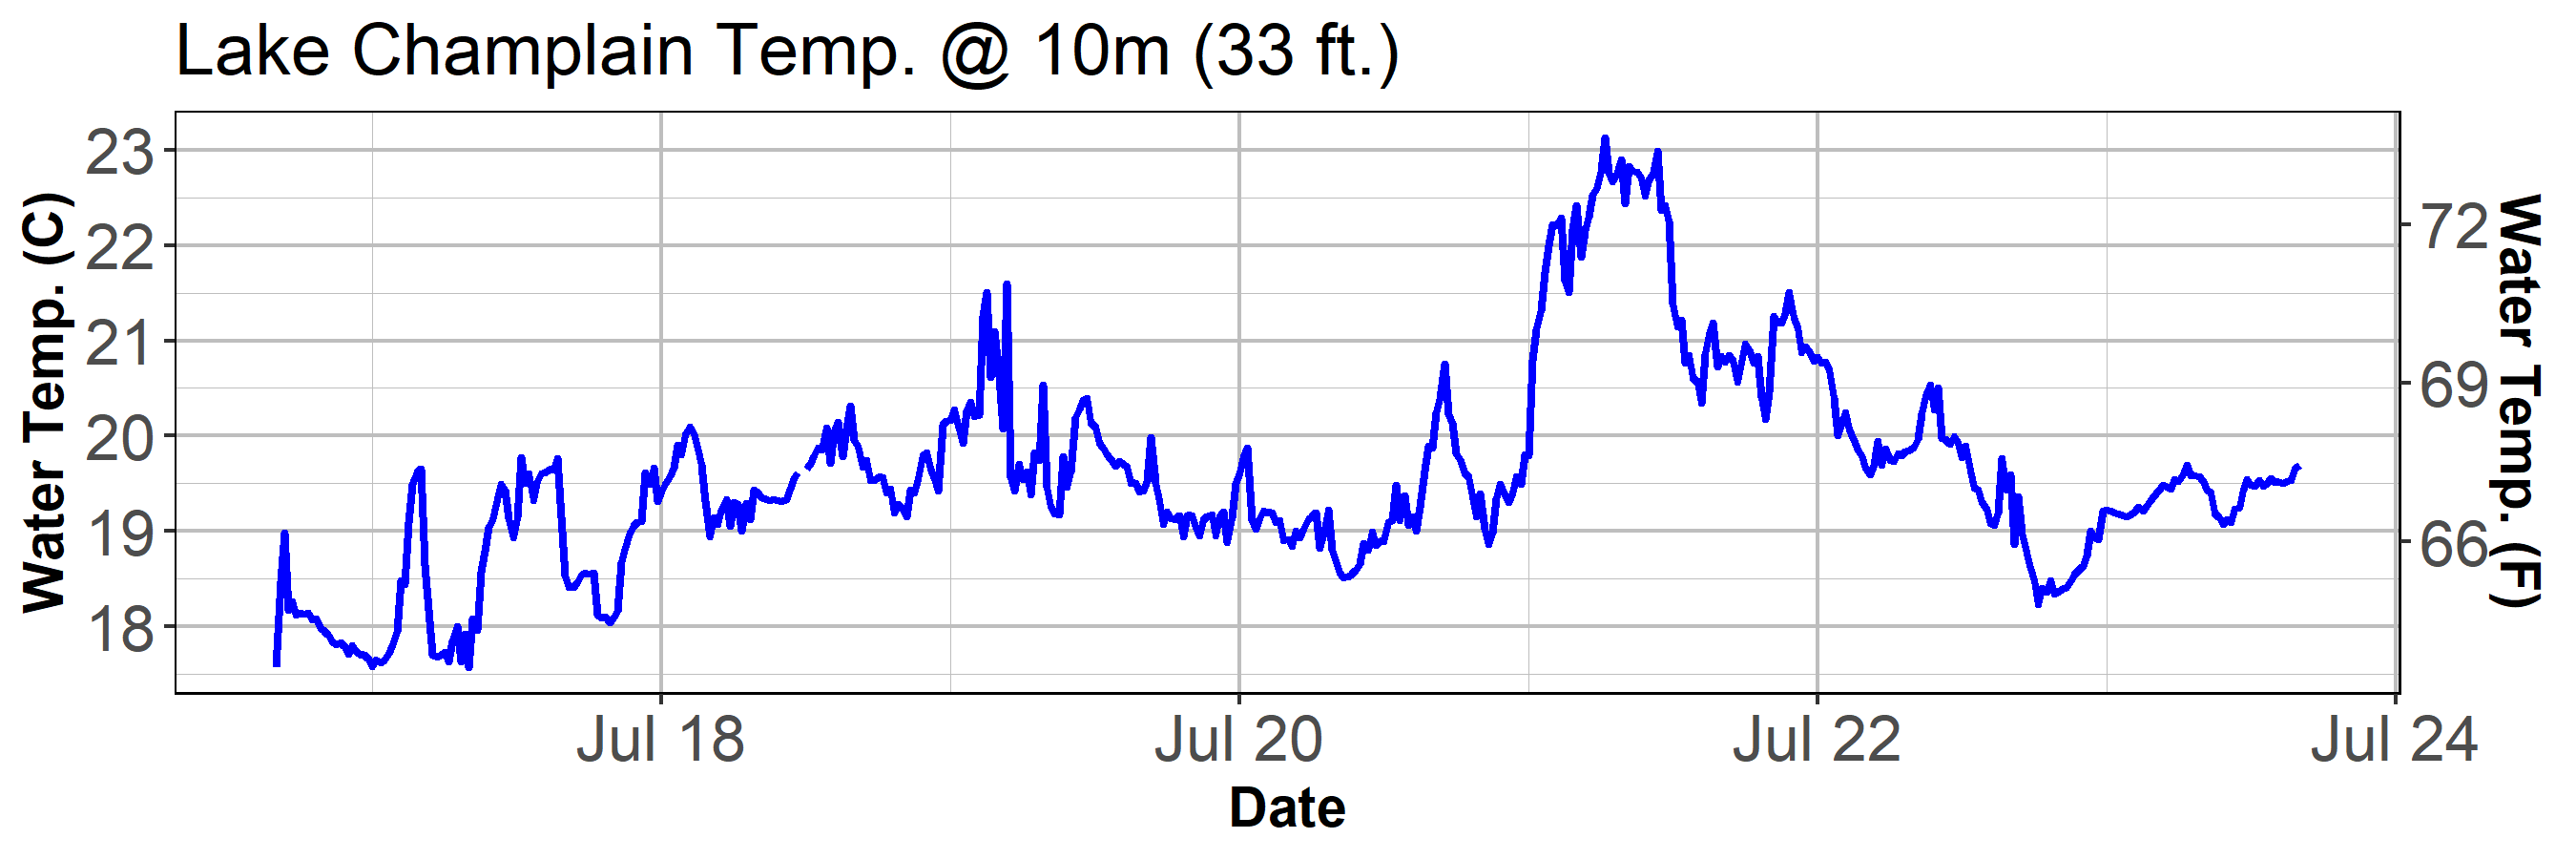 Lake Champlain Temp. @ 10m (33 ft.)
Water Temp. (C)
23
22
21
20
19
18
72
69
66
Water Temp. (F)
Jul 18
Jul 20
Jul 22
Jul 24
Date